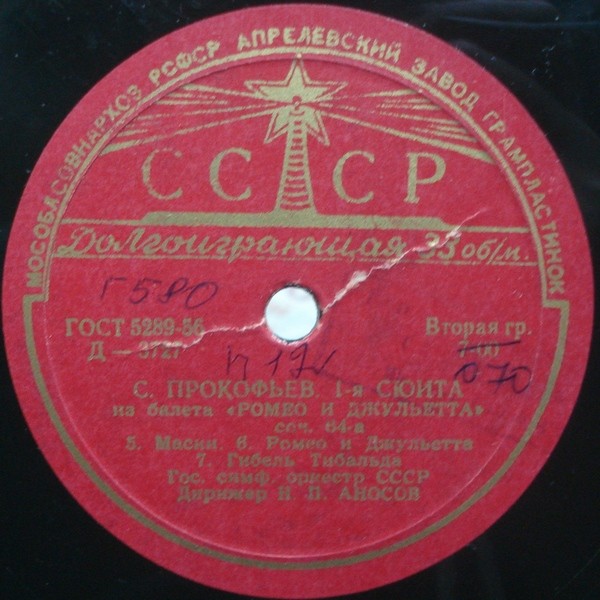 МОСОБЛСОВНАРХОЗ РСФСР АПРЕЛЕВСКИЙ ЗАВОД ГРАМПЛАСТИНОК
СССР
Долгоиграющая 33 об/м.
Г580
ГОСТ 5289-56
Вторая гр.
Д — 3727
7-00
070
С. ПРОКОФЬЕВ. 1-я СЮИТА
из балета «РОМЕО И ДЖУЛЬЕТТА»
соч. 64-а
5. Маски. 6. Ромео и Джульетта
7. Гибель Тибальда
Гос. симф. оркестр СССР
Дирижер Н. П. АНОСОВ